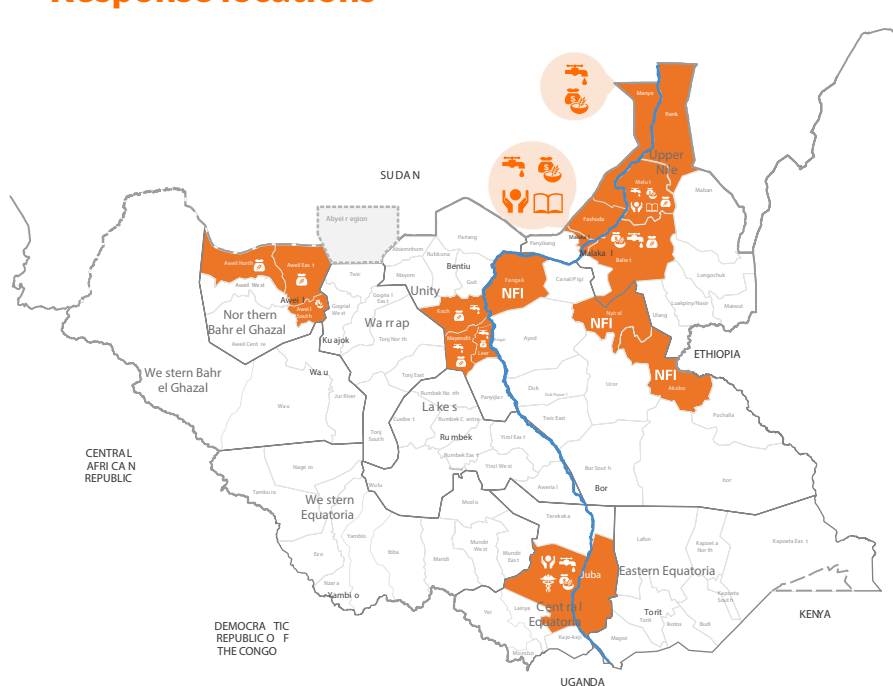 Response locations
SUDAN
Manyo
Renk
Upper
Nile
Maban
Melut
Fashoda
Abyei region
Pariang
Panyikang
Malakal
Malakal
Baliet
Aweil North
Aweil East
Twic
Abiemnhom
Rubkona
Bentiu
Mayom
Guit
Fangak
NFI
Canal/Pigi
Longochuk
Luakpiny/Nasir
Maiwut
Aweil West
Aweil
Aweil
South
Gogrial
West
Gogrial
East
Unity
Koch
Nyirol
NFI
Ulang
Northern
Bahr el Ghazal
Warrap
Mayendit
Leer
Ayod
Aweil Centre
Kuajok
Tonj North
ETHIOPIA
Western Bahr
el Ghazal
Wau
Tonj East
Panyijiar
NFI
Akobo
Uror
Duk
Wau
Jur River
Rumbek North
Lakes
Twic East
Pochalla
Tonj
South
Cueibet
Rumbek Centre
Rumbek
Yirol East
CENTRAL
AFRICAN
REPUBLIC
Rumbek East
Yirol West
Bor South
Nagero
Wulu
Awerial
Bor
Tambura
Western
Equatoria
Mvolo
Terekeka
Yambio
Ibba
Maridi
Mundri
West
Mundri
East
Lafon
Kapoeta
North
Kapoeta East
Ezo
Juba
Eastern Equatoria
Nzara
Yambio
Yei
Lainya
Central
Equatoria
Kapoeta
South
Torit
Torit
Ikotos
Budi
KENYA
DEMOCRATIC
REPUBLIC OF
THE CONGO
Morobo
Kajo-keji
Magwi
UGANDA